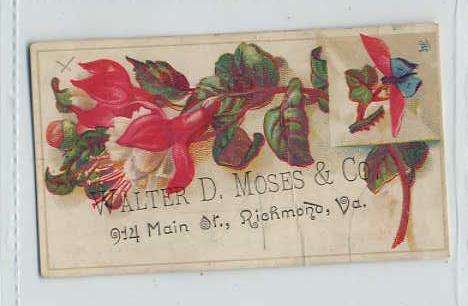 WALTER D. MOSES & CO.
914 Main St., Richmond, Va.